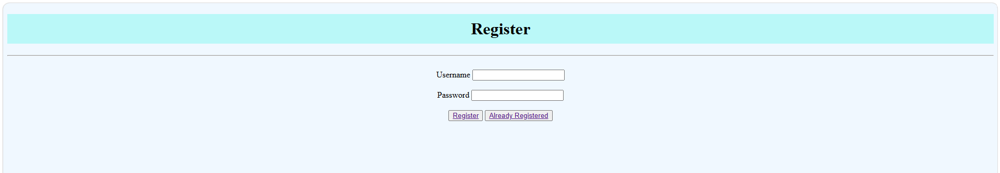 Register
Username
Password
Register Already Registered